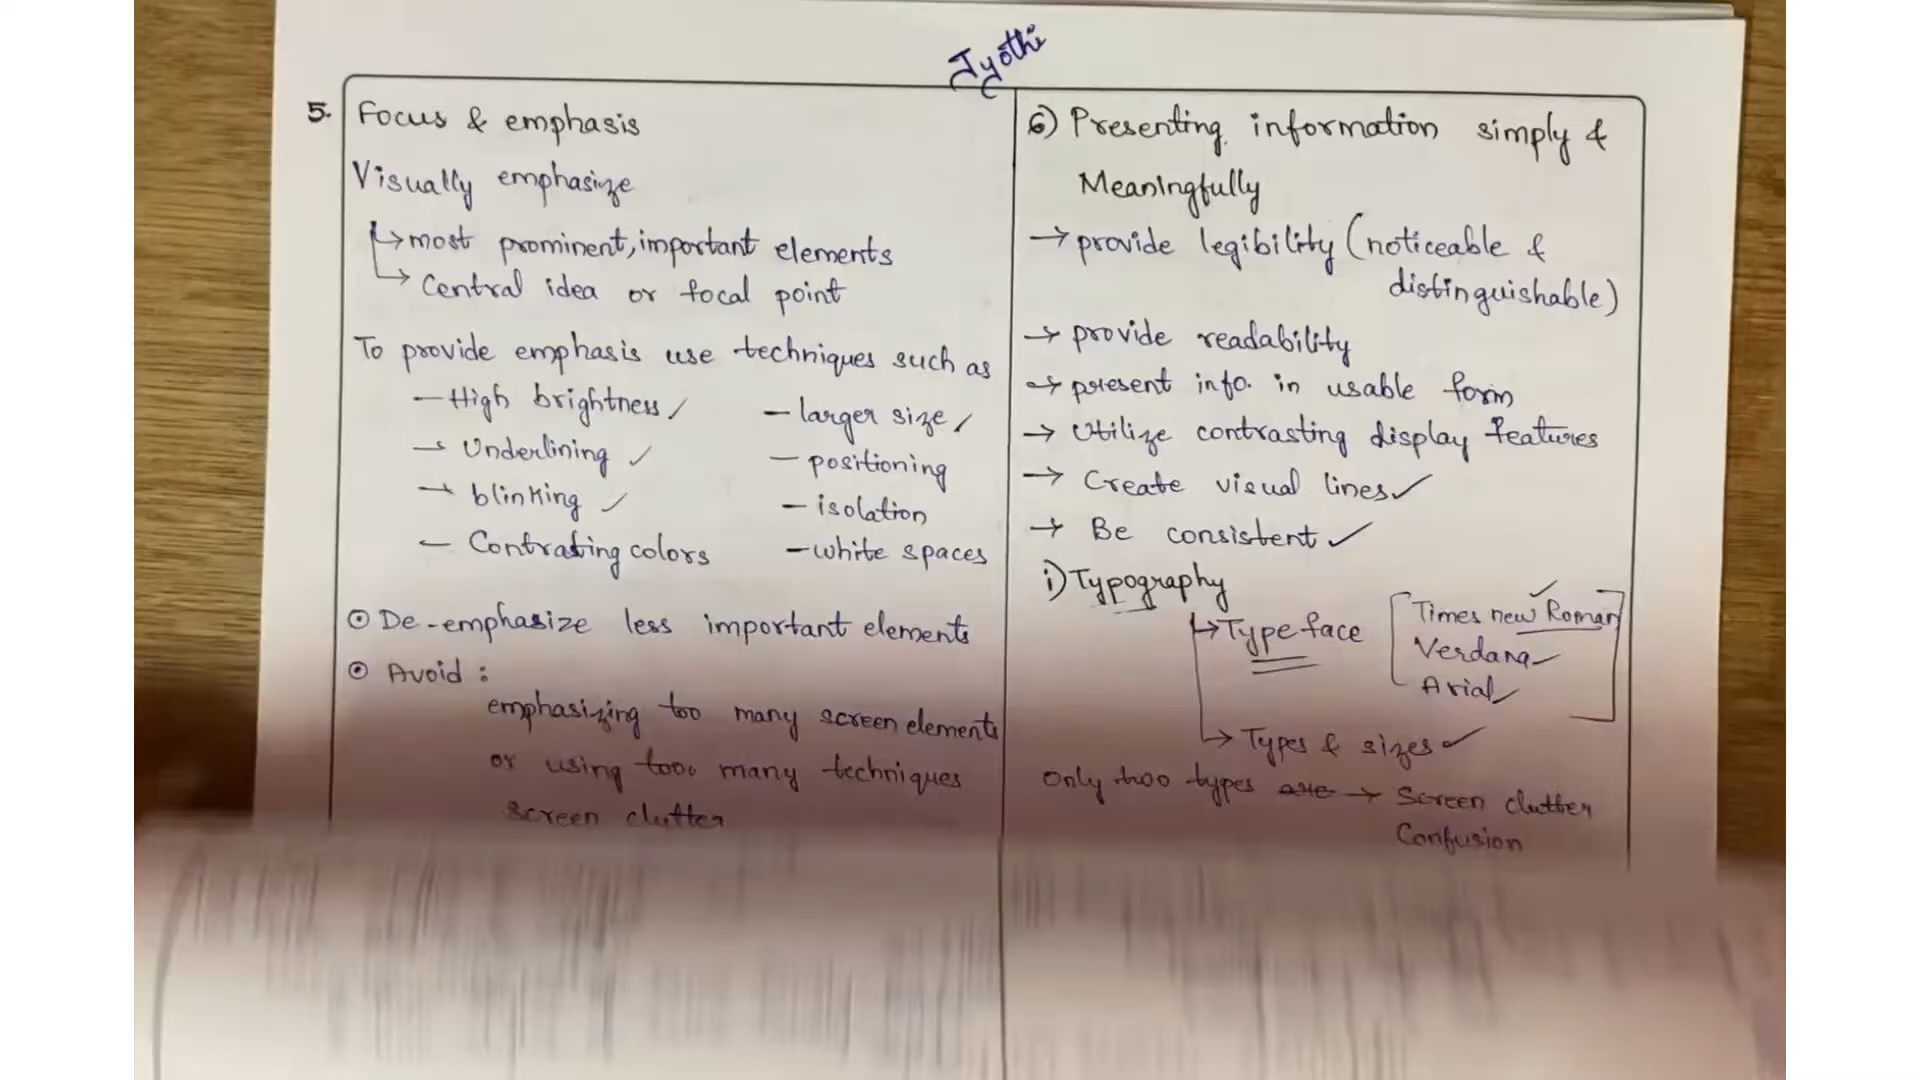 Jyothi
5. Focus & emphasis
Visually emphasize
↳ most prominent, important elements
↳ Central idea or focal point
To provide emphasis use techniques such as
- High brightness ✓
- Underlining ✓
- blinking ✓
- Contrating colors
- larger size ✓
- positioning
- isolation
- white spaces
⊙ De-emphasize less important elements
⊙ Avoid :
emphasizing too many screen elements
or using too many techniques
screen clutter
6) Presenting information simply &
Meaningfully
→ provide legibility (noticeable &
distinguishable)
→ provide readability
→ present info. in usable form
→ Utilize contrasting display features
→ Create visual lines ✓
→ Be consistent ✓
i) Typography
↳ Type face [Times new Roman
Verdana
Arial]
↳ Types & sizes ✓
Only two types are → Screen clutter
Confusion